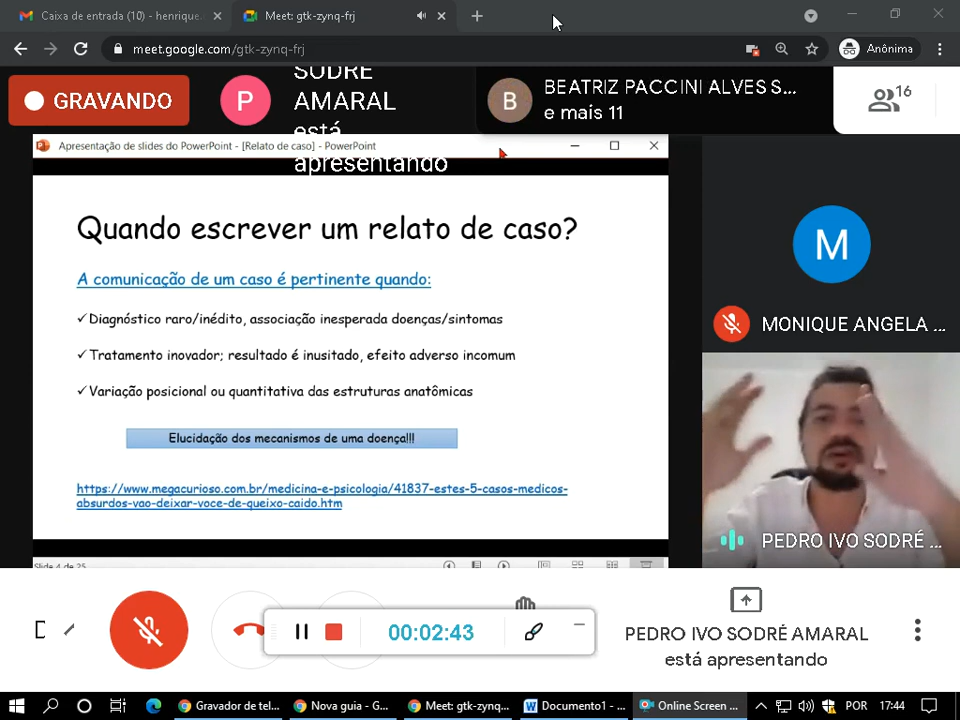 Caixa de entrada (10) - henrique.
Meet: gtk-zynq-frj
meet.google.com/gtk-zynq-frj
Anônima
GRAVANDO
P
SODRÉ
AMARAL
está
apresentando
B
BEATRIZ PACCINI ALVES S...
e mais 11
16
Apresentação de slides do PowerPoint - [Relato de caso] - PowerPoint
Quando escrever um relato de caso?
A comunicação de um caso é pertinente quando:
✓Diagnóstico raro/inédito, associação inesperada doenças/sintomas
✓Tratamento inovador; resultado é inusitado, efeito adverso incomum
✓Variação posicional ou quantitativa das estruturas anatômicas
Elucidação dos mecanismos de uma doença!!!
https://www.megacurioso.com.br/medicina-e-psicologia/41837-estes-5-casos-medicos-
absurdos-vao-deixar-voce-de-queixo-caido.htm
Slide 4 de 25
M
MONIQUE ANGELA ...
PEDRO IVO SODRÉ ...
00:02:43
PEDRO IVO SODRÉ AMARAL
está apresentando
Gravador de tel...
Nova guia - G...
Meet: gtk-zynq...
Documento1 - ...
Online Screen ...
POR
17:44